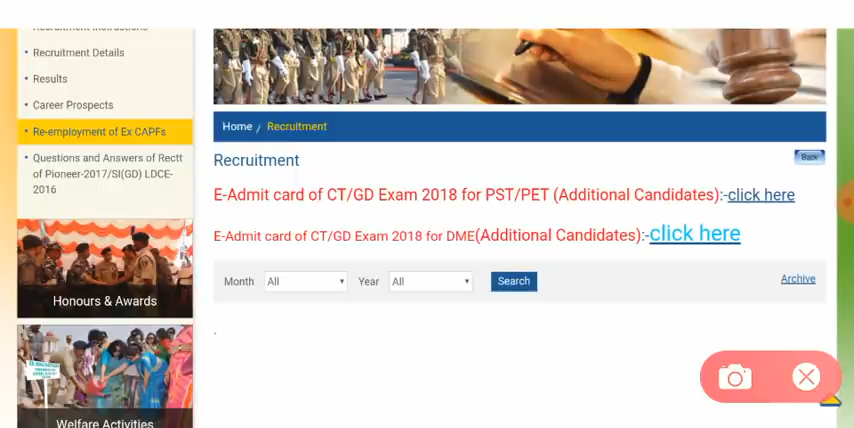 Recruitment Instructions
Recruitment Details
Results
Career Prospects
Re-employment of Ex CAPFs
Questions and Answers of Rectt
of Pioneer-2017/SI(GD) LDCE-
2016
Honours & Awards
Welfare Activities
Home / Recruitment
Recruitment
Back
E-Admit card of CT/GD Exam 2018 for PST/PET (Additional Candidates):-click here
E-Admit card of CT/GD Exam 2018 for DME(Additional Candidates):-click here
Month All Year All Search Archive
.